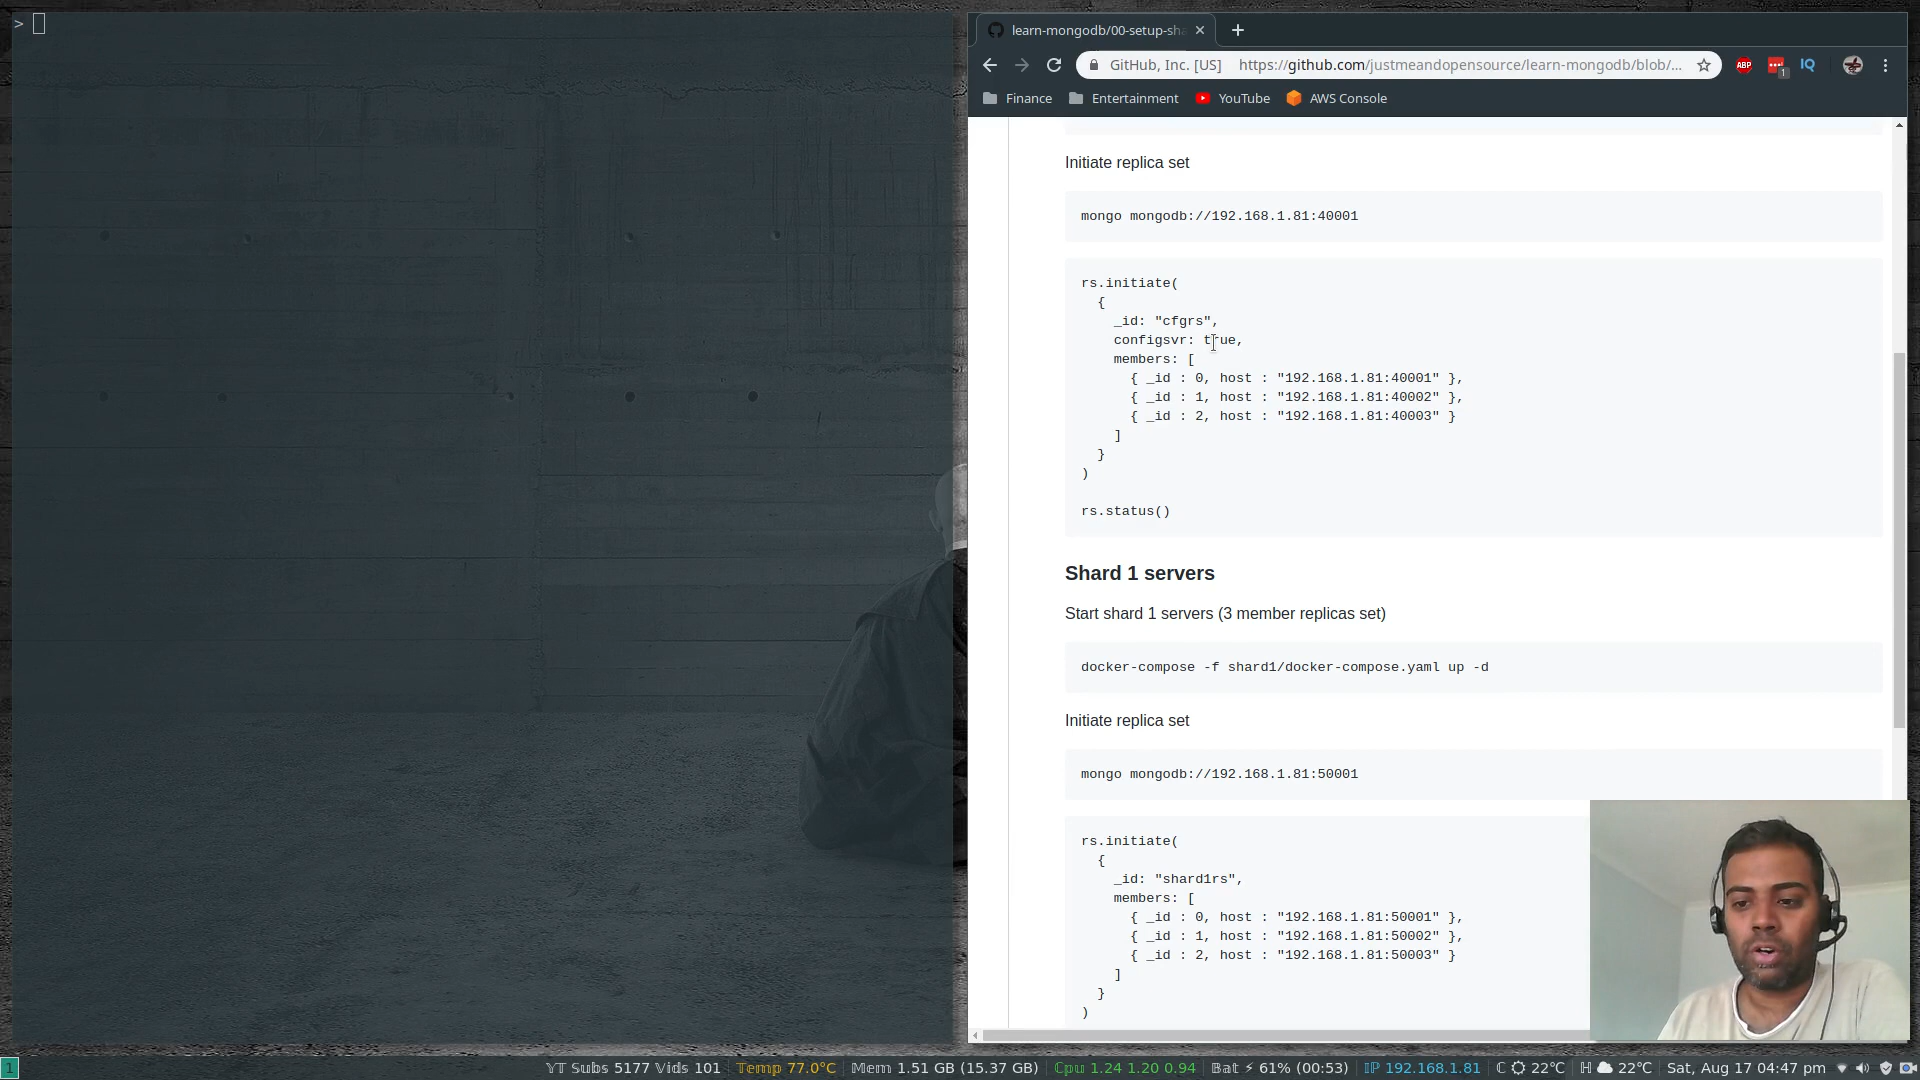 >
learn-mongodb/00-setup-sha
GitHub, Inc. [US] https://github.com/justmeandopensource/learn-mongodb/blob/...
ABP
1
IQ
Finance Entertainment YouTube AWS Console
Initiate replica set
mongo mongodb://192.168.1.81:40001
rs.initiate(
{
_id: "cfgrs",
configsvr: true,
members: [
{ _id : 0, host : "192.168.1.81:40001" },
{ _id : 1, host : "192.168.1.81:40002" },
{ _id : 2, host : "192.168.1.81:40003" }
]
}
)
rs.status()
Shard 1 servers
Start shard 1 servers (3 member replicas set)
docker-compose -f shard1/docker-compose.yaml up -d
Initiate replica set
mongo mongodb://192.168.1.81:50001
rs.initiate(
{
_id: "shard1rs",
members: [
{ _id : 0, host : "192.168.1.81:50001" },
{ _id : 1, host : "192.168.1.81:50002" },
{ _id : 2, host : "192.168.1.81:50003" }
]
}
)
1 YT Subs 5177 Vids 101 Temp 77.0°C Mem 1.51 GB (15.37 GB) Cpu 1.24 1.20 0.94 Bat 61% (00:53) IP 192.168.1.81 C 22°C H 22°C Sat, Aug 17 04:47 pm